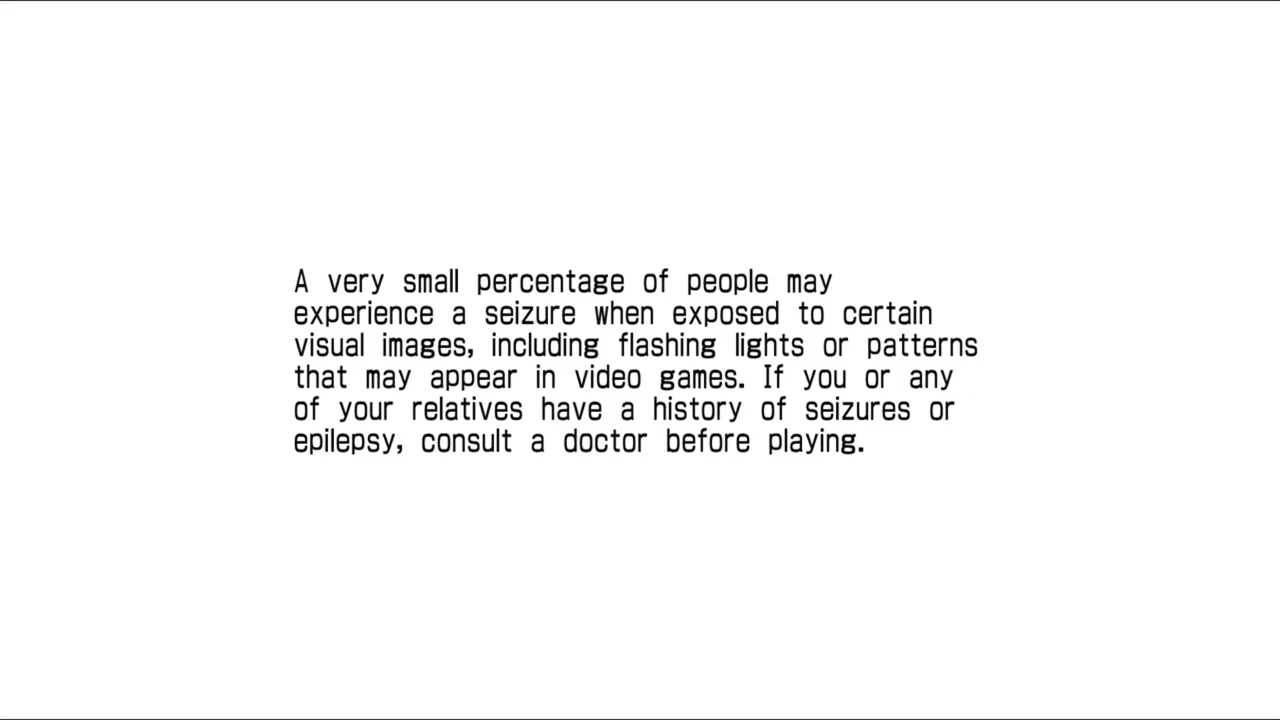 A very small percentage of people may
experience a seizure when exposed to certain
visual images, including flashing lights or patterns
that may appear in video games. If you or any
of your relatives have a history of seizures or
epilepsy, consult a doctor before playing.